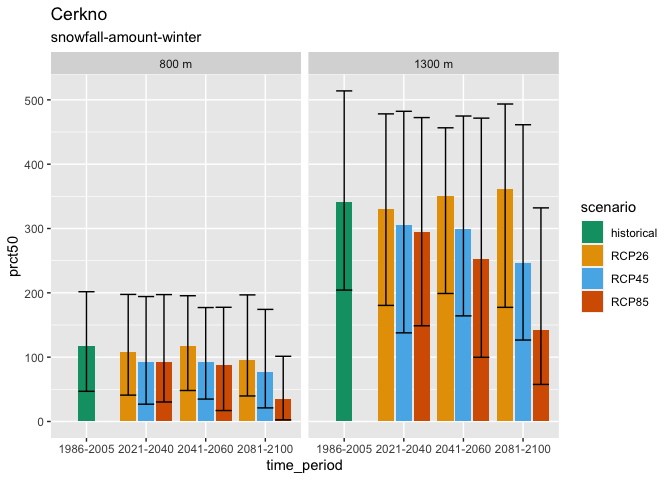 Cerkno
snowfall-amount-winter
800 m
1300 m
500
400
300
200
100
0
prct50
1986-2005 2021-2040 2041-2060 2081-2100
1986-2005 2021-2040 2041-2060 2081-2100
time_period
scenario
historical
RCP26
RCP45
RCP85